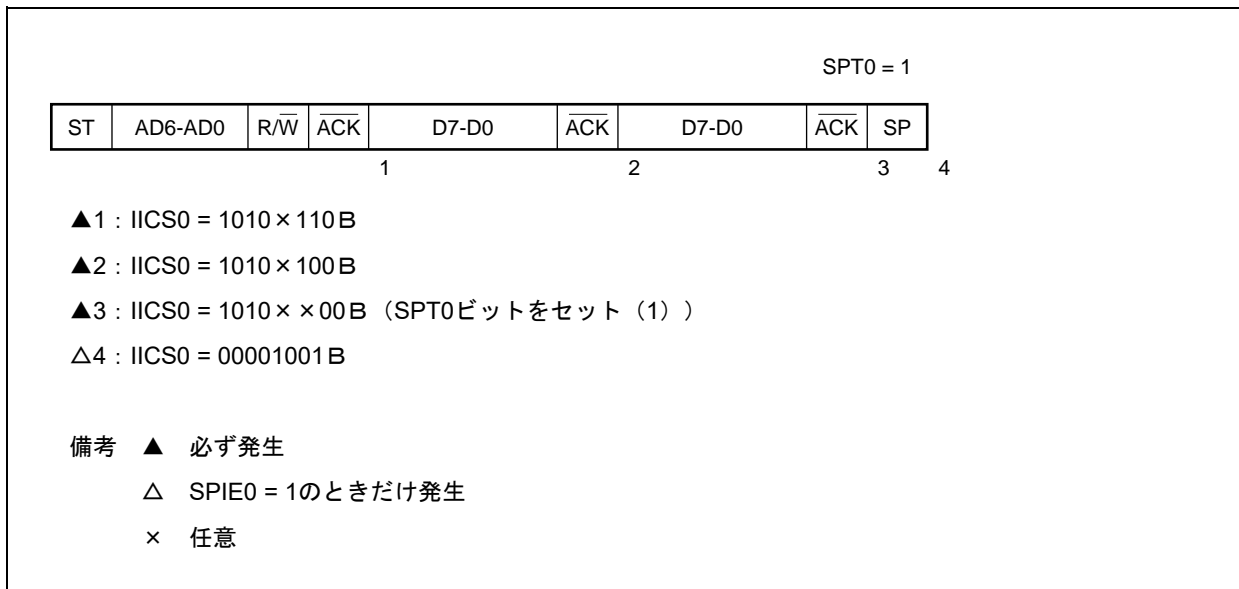 SPT0 = 1
ST AD6-AD0 R/W̅ A̅C̅K̅ D7-D0 A̅C̅K̅ D7-D0 A̅C̅K̅ SP
1 2 3 4
▲1：IICS0 = 1010×110B
▲2：IICS0 = 1010×100B
▲3：IICS0 = 1010××00B（SPT0ビットをセット（1））
△4：IICS0 = 00001001B
備考 ▲ 必ず発生
△ SPIE0 = 1のときだけ発生
× 任意